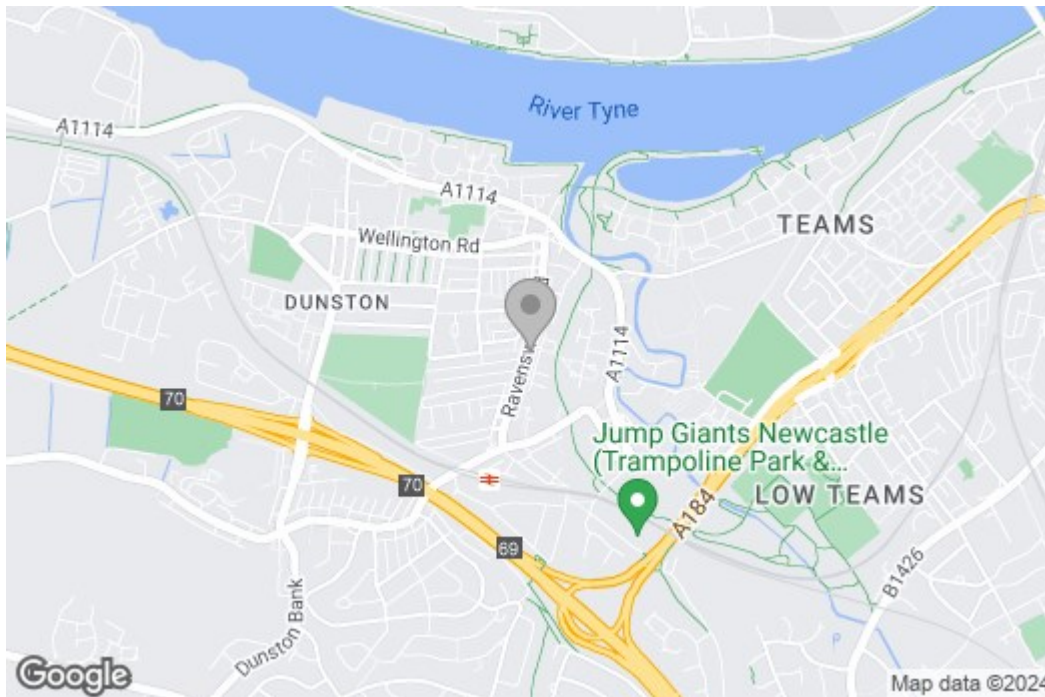 River Tyne
A1114
A1114
TEAMS
Wellington Rd
DUNSTON
A1114
Ravens
70
Jump Giants Newcastle
(Trampoline Park &...
70
LOW TEAMS
A184
69
B1426
Dunston Bank
Google
Map data ©2024